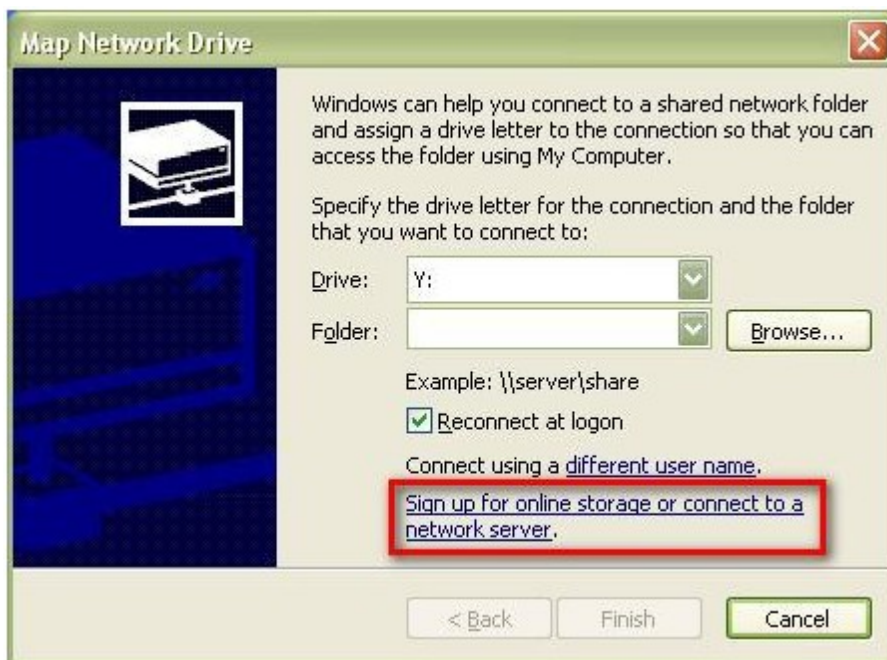 Map Network Drive
Windows can help you connect to a shared network folder
and assign a drive letter to the connection so that you can
access the folder using My Computer.
Specify the drive letter for the connection and the folder
that you want to connect to:
Drive: Y:
Folder: Browse...
Example: \\server\share
Reconnect at logon
Connect using a different user name.
Sign up for online storage or connect to a
network server.
< Back Finish Cancel